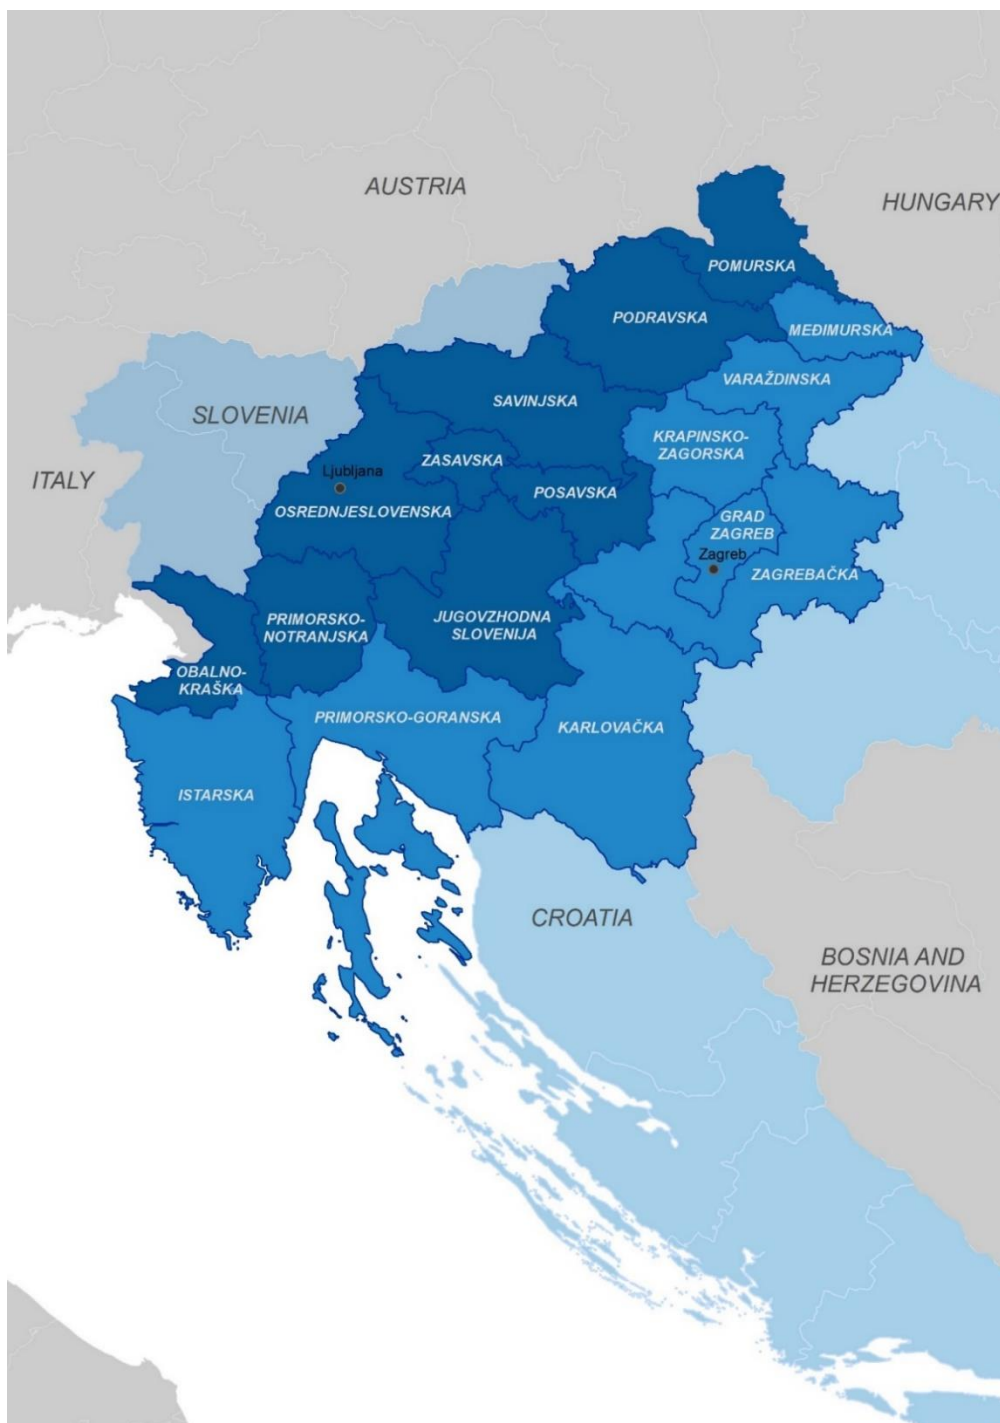 AUSTRIA
HUNGARY
POMURSKA
PODRAVSKA
MEĐIMURSKA
VARAŽDINSKA
SAVINJSKA
SLOVENIA
KRAPINSKO-
ZAGORSKA
ZASAVSKA
ITALY
Ljubljana
POSAVSKA
OSREDNJESLOVENSKA
GRAD
ZAGREB
Zagreb
ZAGREBAČKA
PRIMORSKO-
NOTRANJSKA
JUGOVZHODNA
SLOVENIJA
OBALNO-
KRAŠKA
PRIMORSKO-GORANSKA
KARLOVAČKA
ISTARSKA
CROATIA
BOSNIA AND
HERZEGOVINA